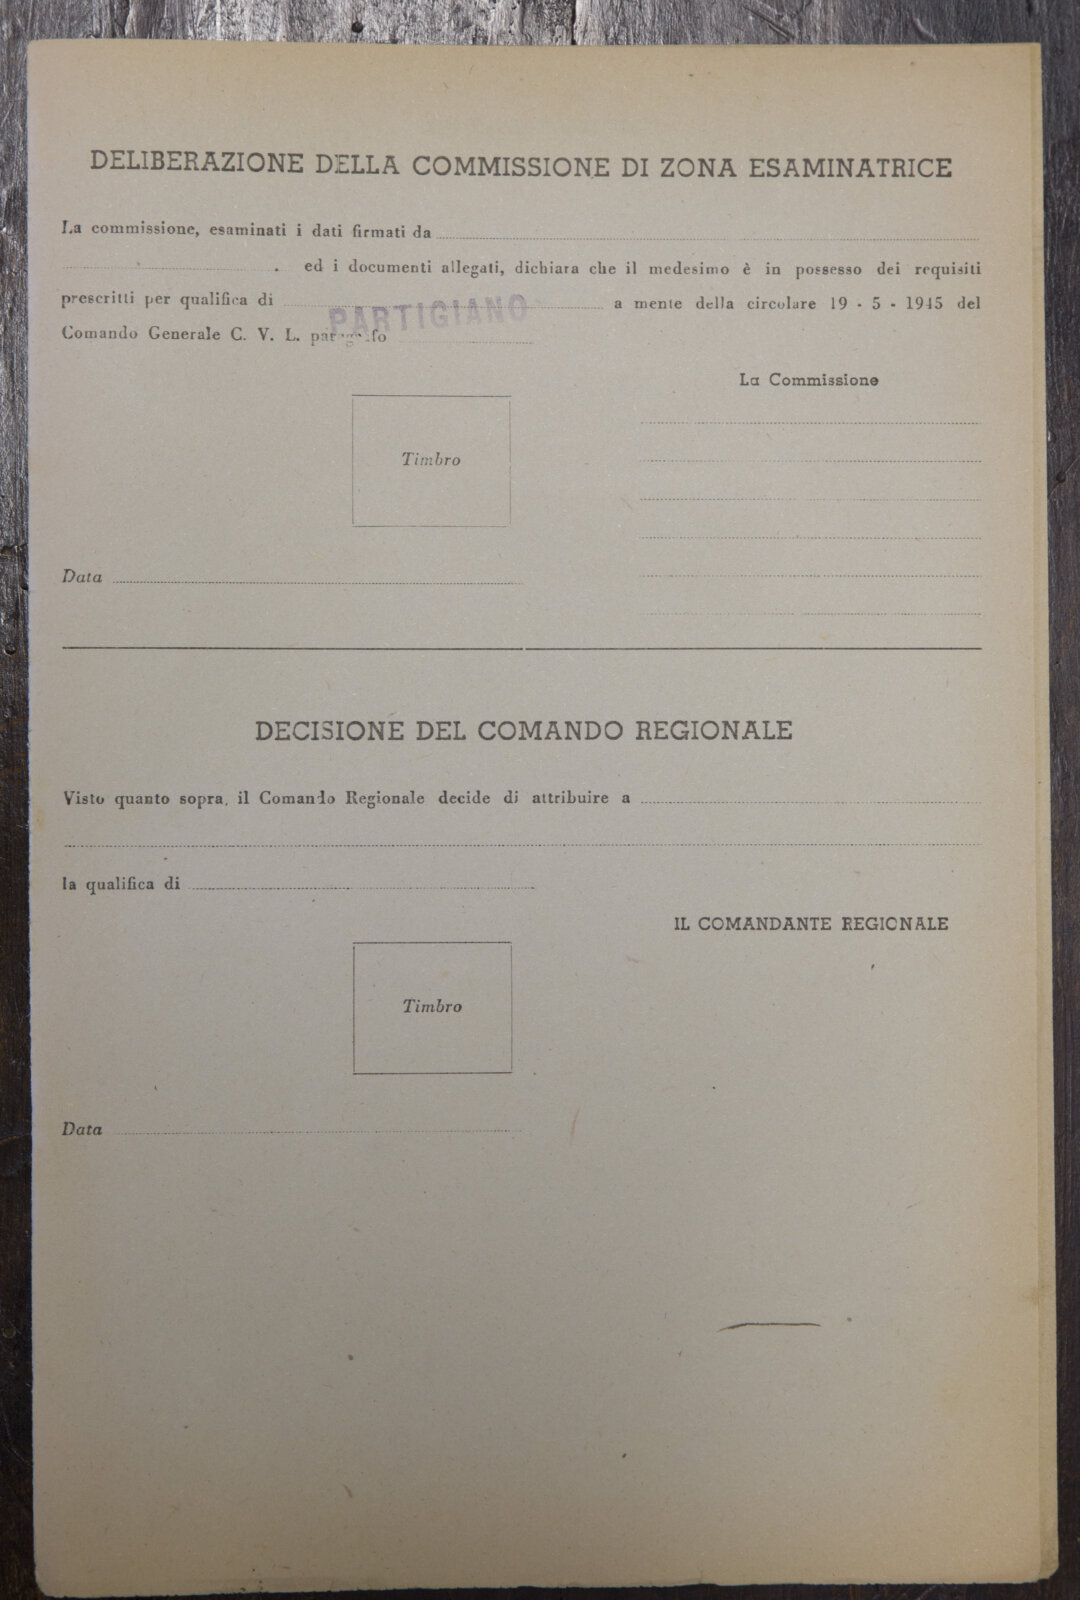 DELIBERAZIONE DELLA COMMISSIONE DI ZONA ESAMINATRICE
La commissione, esaminati i dati firmati da
ed i documenti allegati, dichiara che il medesimo è in possesso dei requisiti
prescritti per qualifica di PARTIGIANO a mente della circolare 19 - 5 - 1945 del
Comando Generale C. V. L. paragrafo
La Commissione
Timbro
Data
DECISIONE DEL COMANDO REGIONALE
Visto quanto sopra, il Comando Regionale decide di attribuire a
la qualifica di
IL COMANDANTE REGIONALE
Timbro
Data